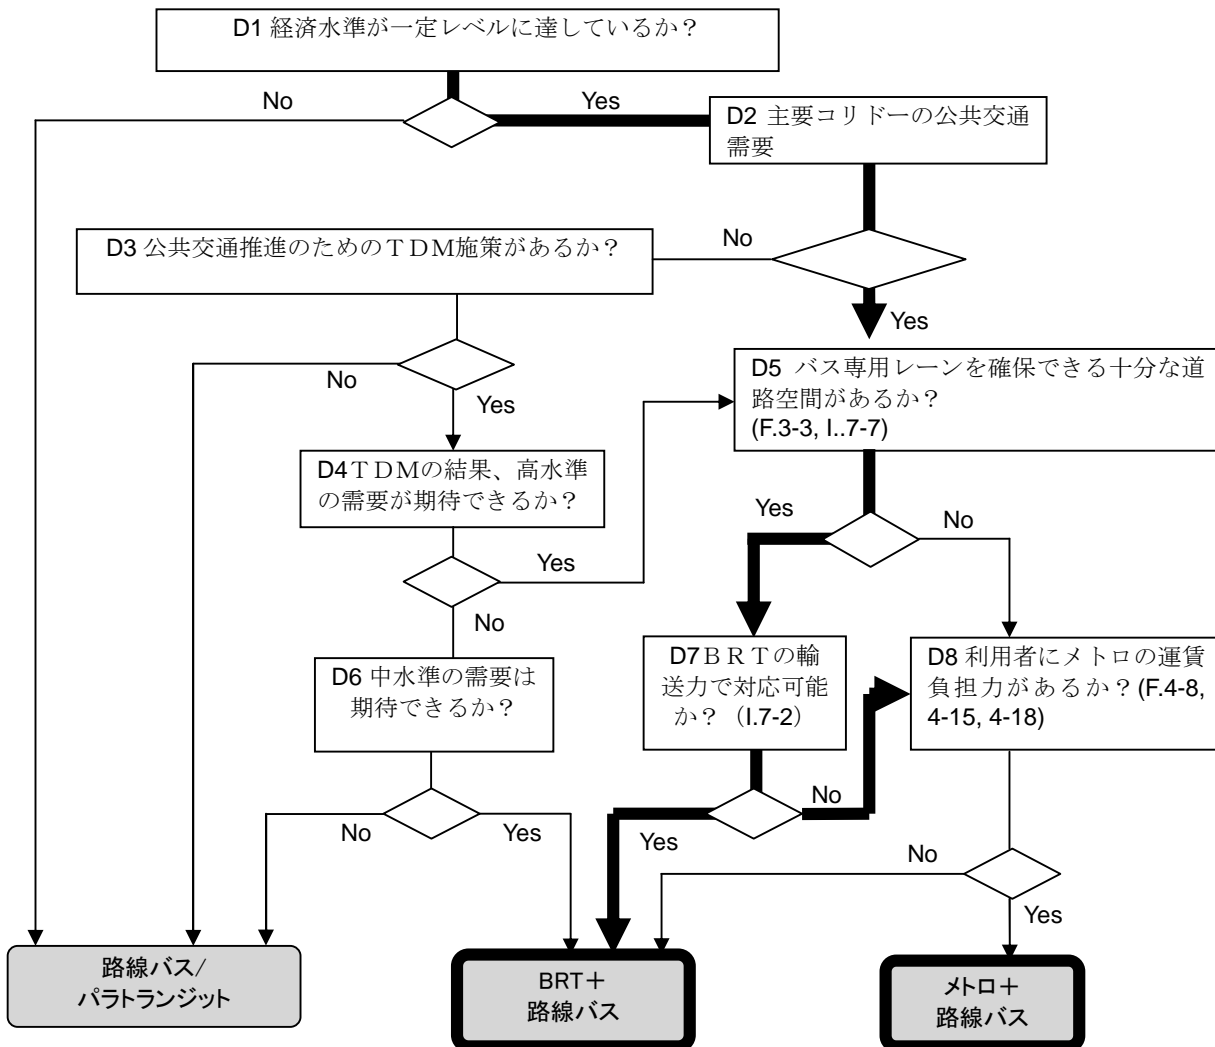 D1 経済水準が一定レベルに達しているか？
No
Yes
D2 主要コリドーの公共交通
需要
D3 公共交通推進のためのＴＤＭ施策があるか？
No
Yes
No
Yes
D5 バス専用レーンを確保できる十分な道
路空間があるか？
(F.3-3, I..7-7)
D4ＴＤＭの結果、高水準
の需要が期待できるか？
Yes
No
Yes
No
D6 中水準の需要は
期待できるか？
D7ＢＲＴの輸
送力で対応可能
か？（I.7-2）
D8 利用者にメトロの運賃
負担力があるか？(F.4-8,
4-15, 4-18)
No
Yes
Yes
No
No
Yes
路線バス/
パラトランジット
BRT＋
路線バス
メトロ＋
路線バス